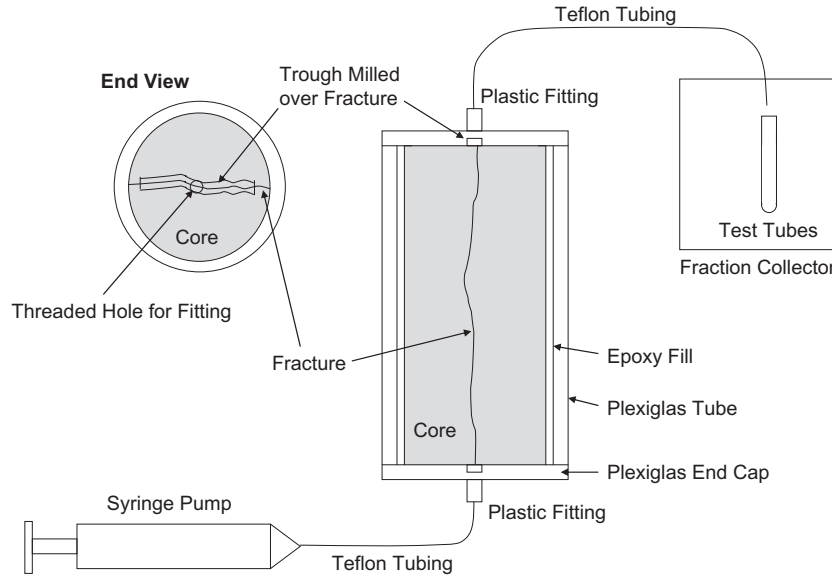 Teflon Tubing
End View
Trough Milled
over Fracture
Plastic Fitting
Core
Test Tubes
Fraction Collector
Threaded Hole for Fitting
Fracture
Epoxy Fill
Plexiglas Tube
Core
Plexiglas End Cap
Syringe Pump
Plastic Fitting
Teflon Tubing